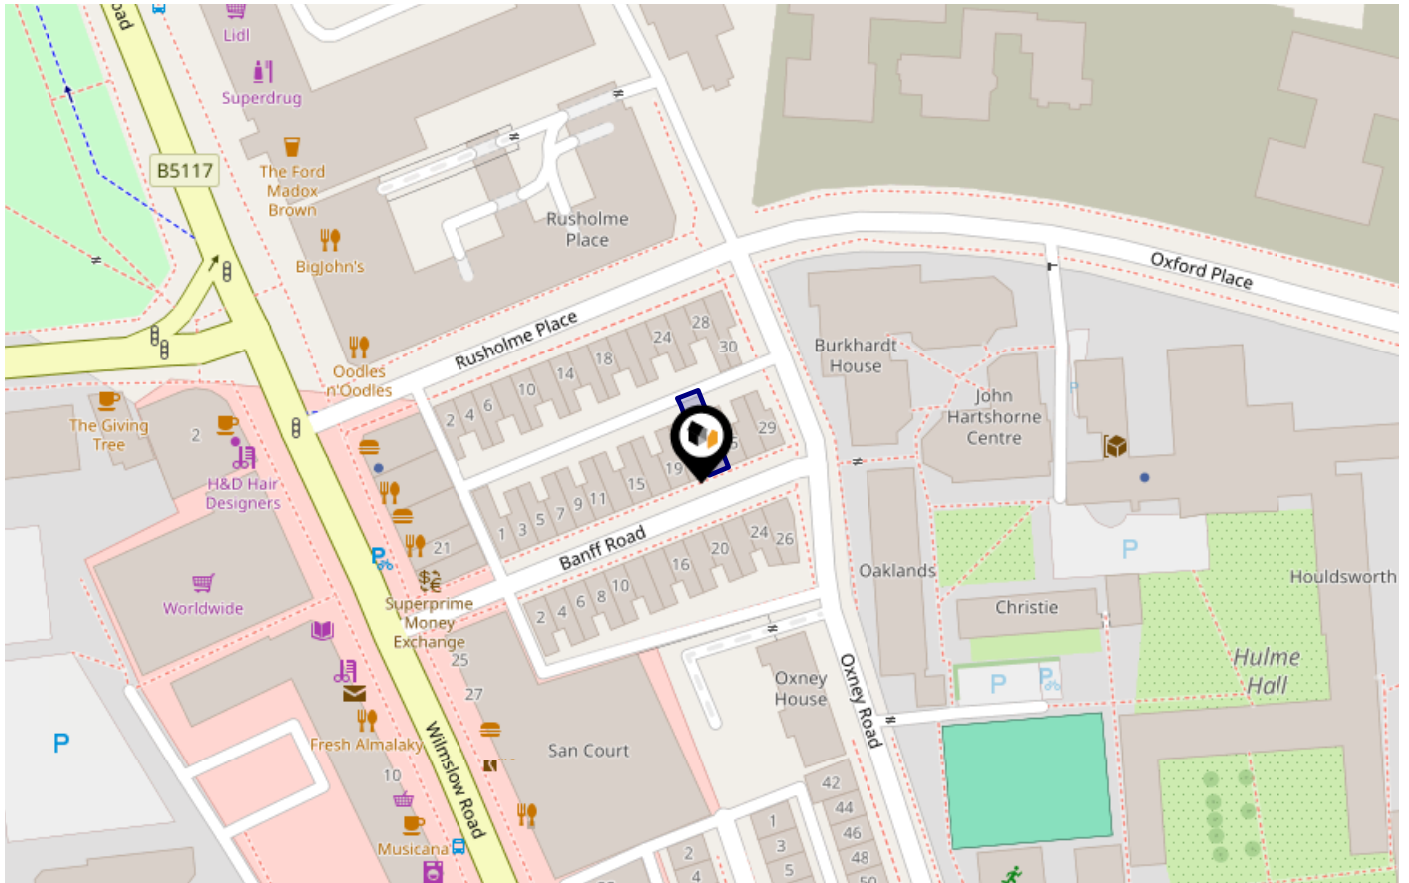 oad
Lidl
Superdrug
B5117
The Ford
Madox
Brown
BigJohn's
Rusholme
Place
Oxford Place
Rusholme Place
Oodles
n'Oodles
Burkhardt
House
John
Hartshorne
Centre
28
24
30
18
14
10
6
4
2
The Giving
Tree
2
H&D Hair
Designers
29
19
15
11
9
7
5
3
1
21
Banff Road
24
26
20
16
10
8
6
4
2
Oaklands
Houldsworth
P
P
Worldwide
Superprime
Money
Exchange
Christie
25
27
Hulme
Hall
Oxney
House
P
P
Oxney Road
P
Fresh Almalaky
Wilmslow Road
San Court
10
Musicana
42
44
46
48
50
1
3
5
2
4
P